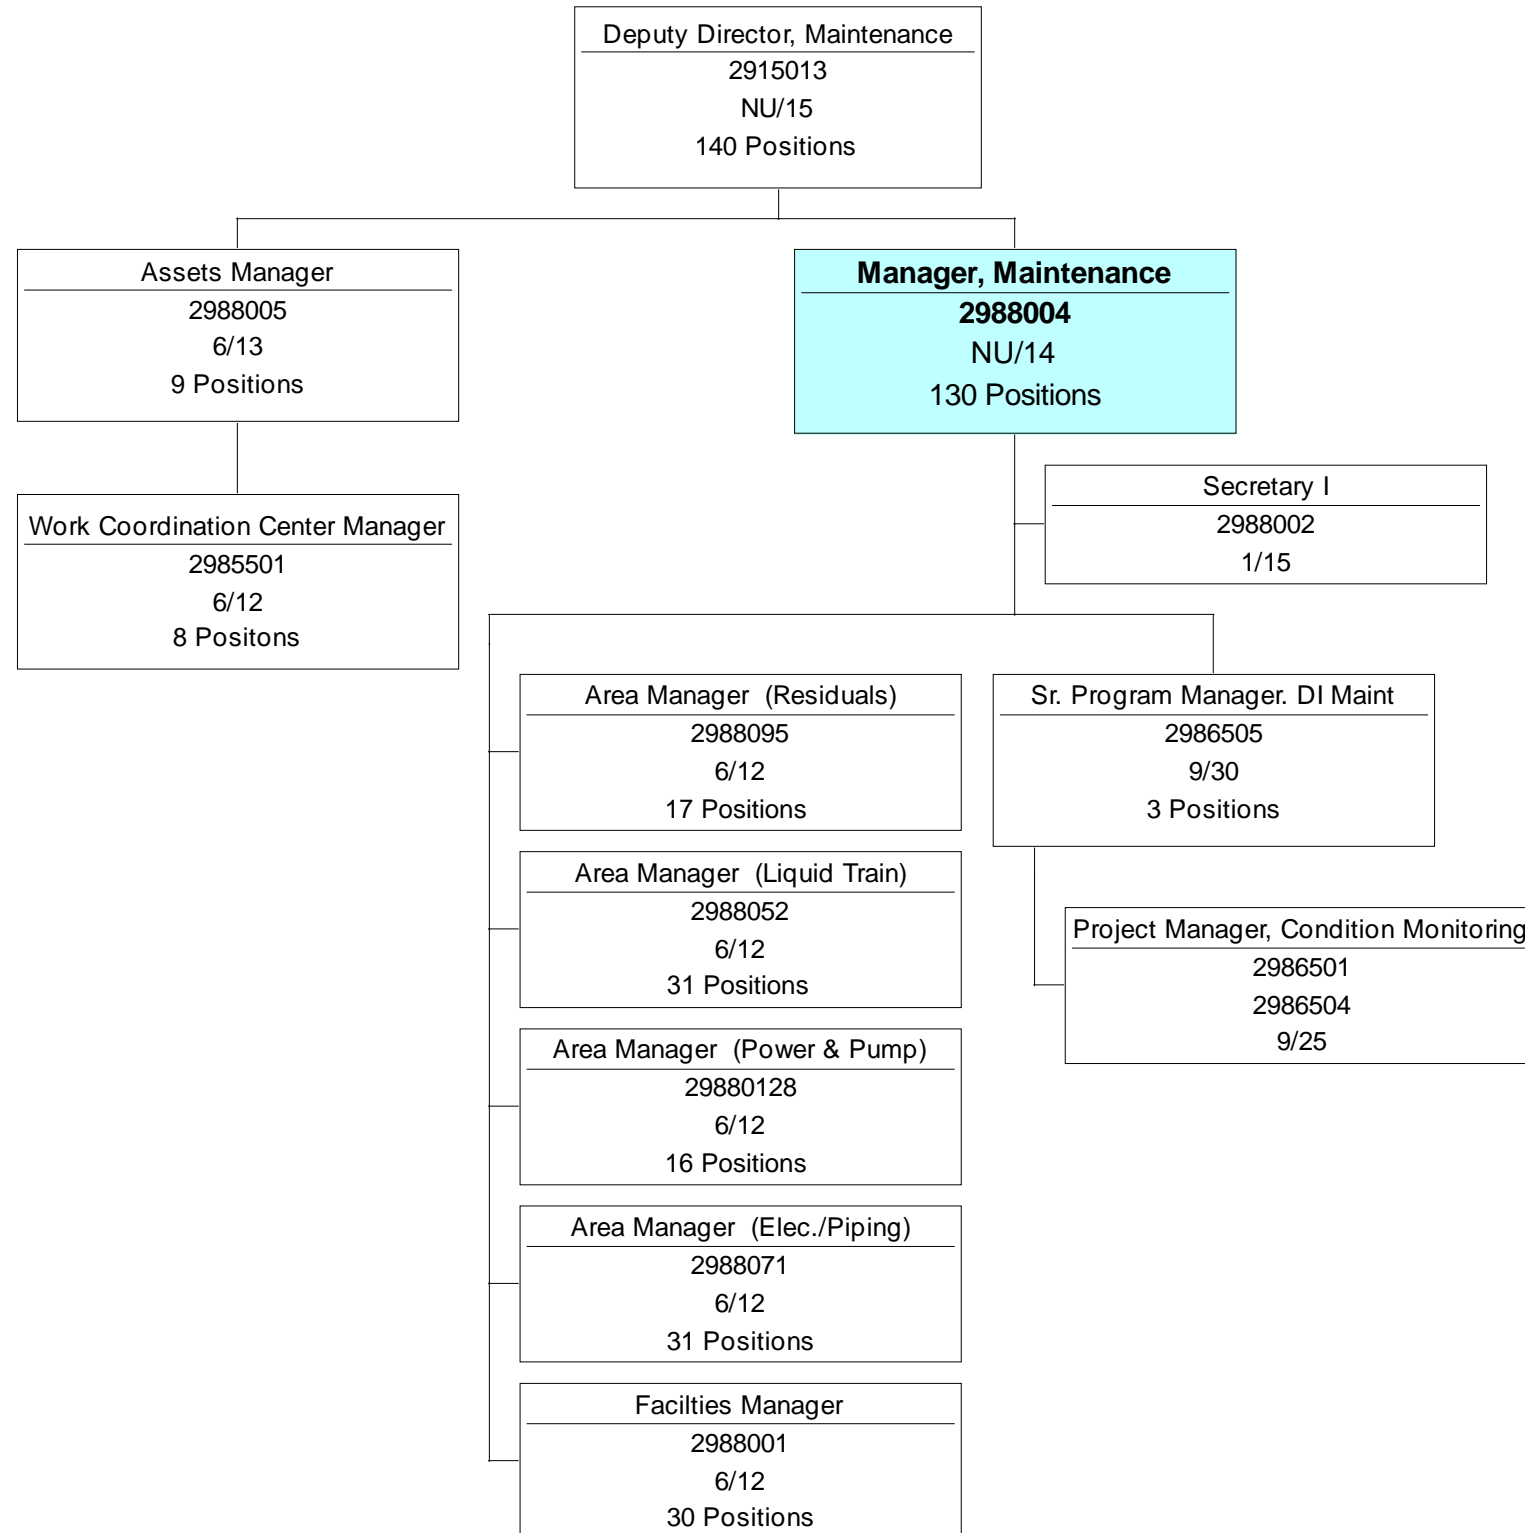 Deputy Director, Maintenance
2915013
NU/15
140 Positions
Assets Manager
2988005
6/13
9 Positions
Manager, Maintenance
2988004
NU/14
130 Positions
Work Coordination Center Manager
2985501
6/12
8 Positons
Secretary I
2988002
1/15
Area Manager (Residuals)
2988095
6/12
17 Positions
Sr. Program Manager. DI Maint
2986505
9/30
3 Positions
Area Manager (Liquid Train)
2988052
6/12
31 Positions
Project Manager, Condition Monitoring
2986501
2986504
9/25
Area Manager (Power & Pump)
29880128
6/12
16 Positions
Area Manager (Elec./Piping)
2988071
6/12
31 Positions
Facilties Manager
2988001
6/12
30 Positions